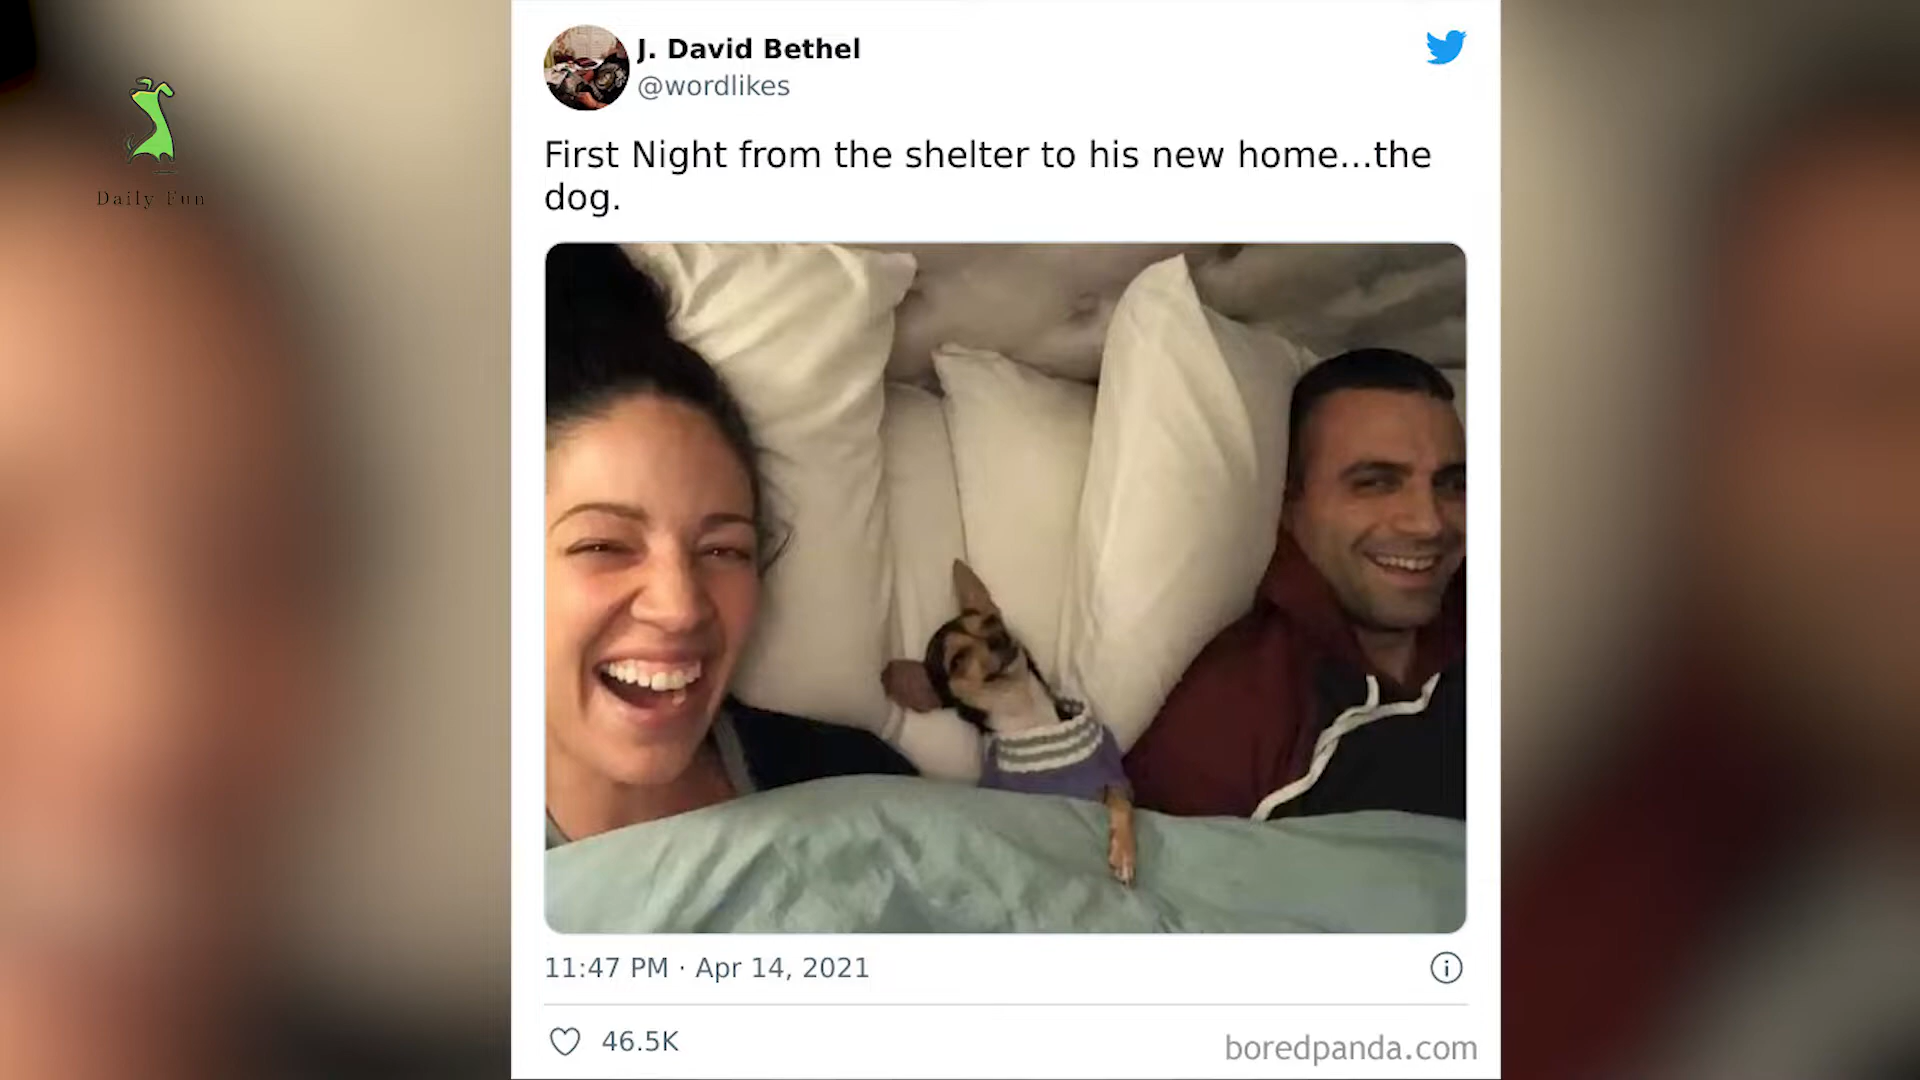 Daily Fun
J. David Bethel
@wordlikes
First Night from the shelter to his new home...the
dog.
11:47 PM · Apr 14, 2021
46.5K
boredpanda.com